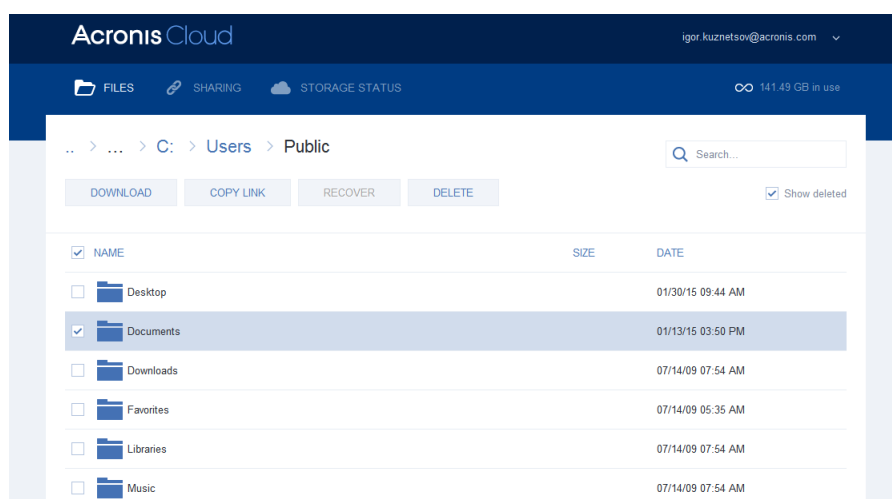 Acronis Cloud
igor.kuznetsov@acronis.com
FILES SHARING STORAGE STATUS 141.49 GB in use
.. > ... > C: > Users > Public
Search...
DOWNLOAD COPY LINK RECOVER DELETE Show deleted
NAME SIZE DATE
Desktop 01/30/15 09:44 AM
Documents 01/13/15 03:50 PM
Downloads 07/14/09 07:54 AM
Favorites 07/14/09 05:35 AM
Libraries 07/14/09 07:54 AM
Music 07/14/09 07:54 AM